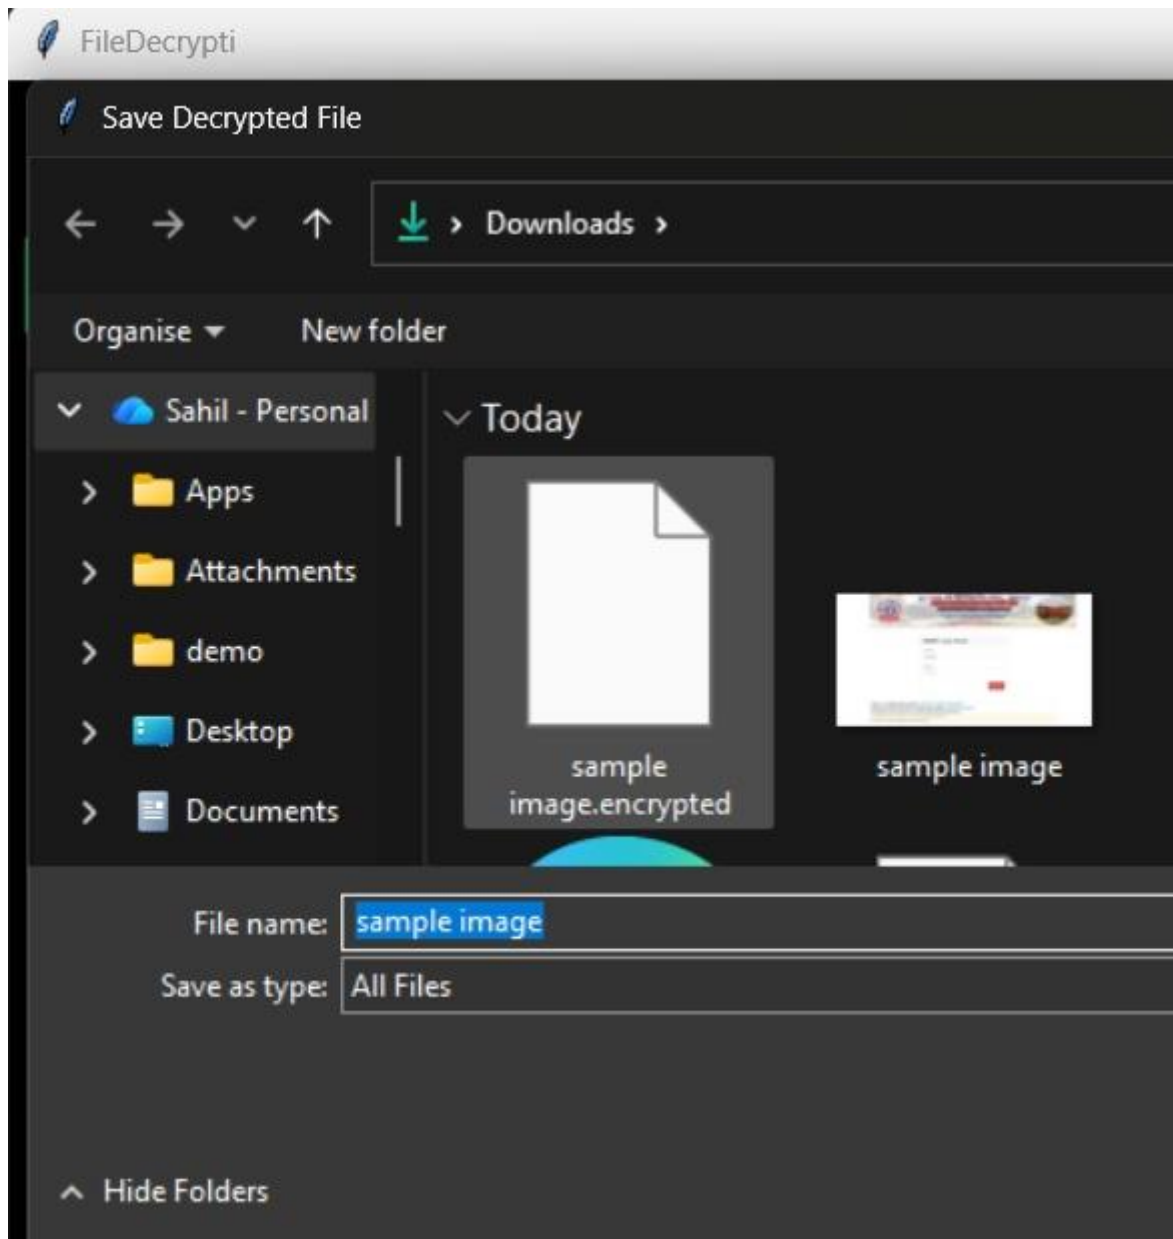 FileDecrypti
Save Decrypted File
Downloads
Organise
New folder
Sahil - Personal
Today
Apps
Attachments
demo
Desktop
Documents
sample
image.encrypted
sample image
File name: sample image
Save as type: All Files
Hide Folders